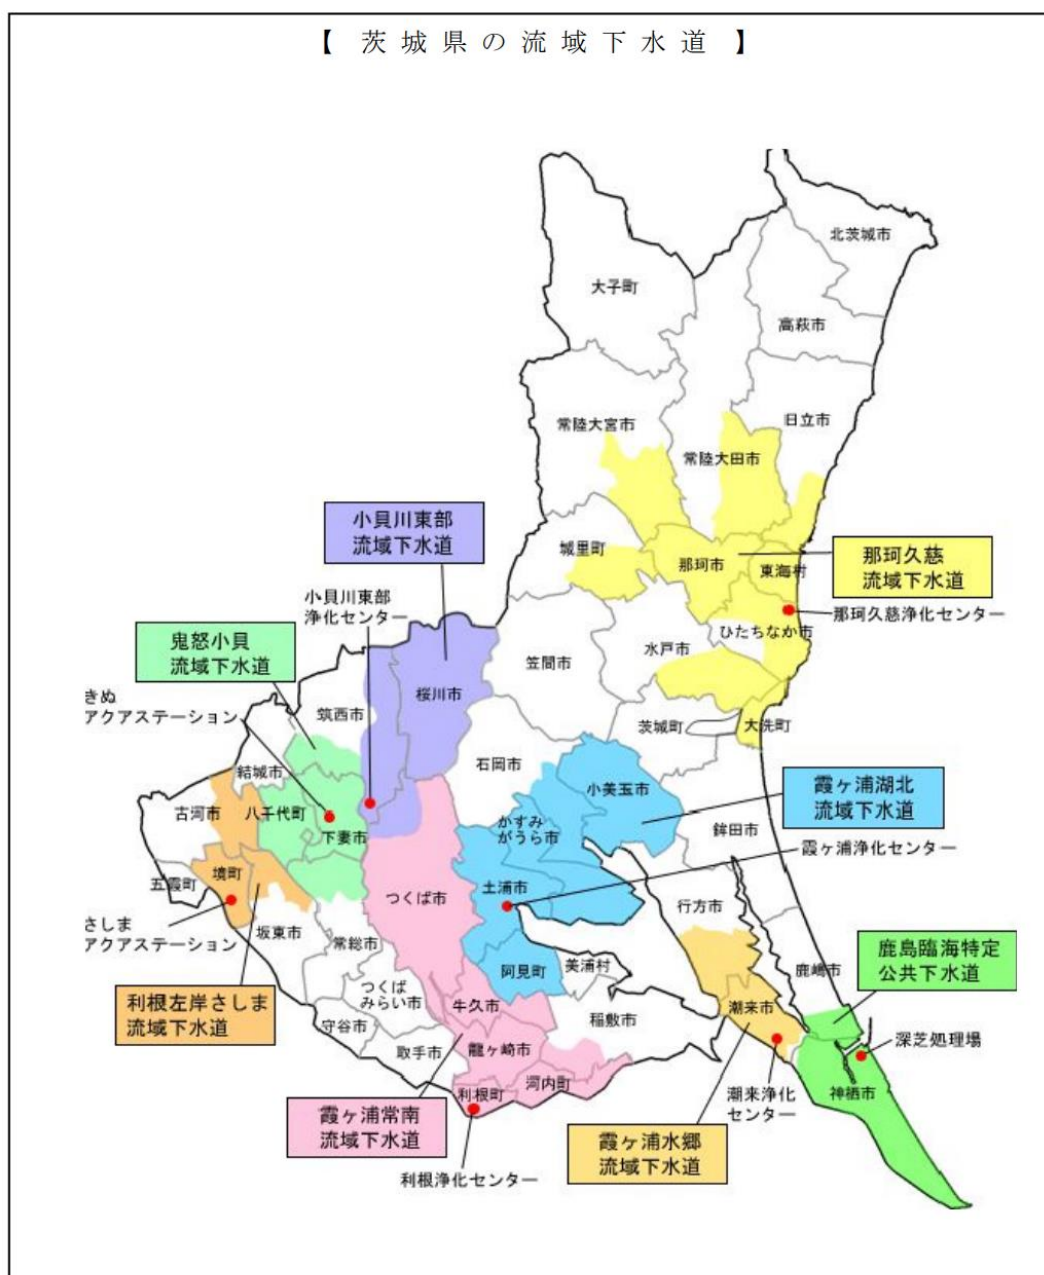 【 茨城県の流域下水道 】
北茨城市
大子町
高萩市
日立市
常陸大宮市
常陸大田市
小貝川東部
流域下水道
城里町
那珂市
東海村
那珂久慈
流域下水道
小貝川東部
浄化センター
那珂久慈浄化センター
ひたちなか市
鬼怒小貝
流域下水道
水戸市
笠間市
桜川市
きぬ
アクアステーション
筑西市
茨城町
大洗町
石岡市
結城市
小美玉市
霞ヶ浦湖北
流域下水道
古河市
八千代町
下妻市
かすみ
がうら市
鉾田市
霞ヶ浦浄化センター
境町
五霞町
つくば市
土浦市
行方市
さしま
アクアステーション
坂東市
常総市
阿見町
美浦村
鹿嶋市
鹿島臨海特定
公共下水道
利根左岸さしま
流域下水道
つくば
みらい市
牛久市
稲敷市
潮来市
守谷市
取手市
龍ヶ崎市
深芝処理場
河内町
利根町
潮来浄化
センター
神栖市
霞ヶ浦常南
流域下水道
霞ヶ浦水郷
流域下水道
利根浄化センター